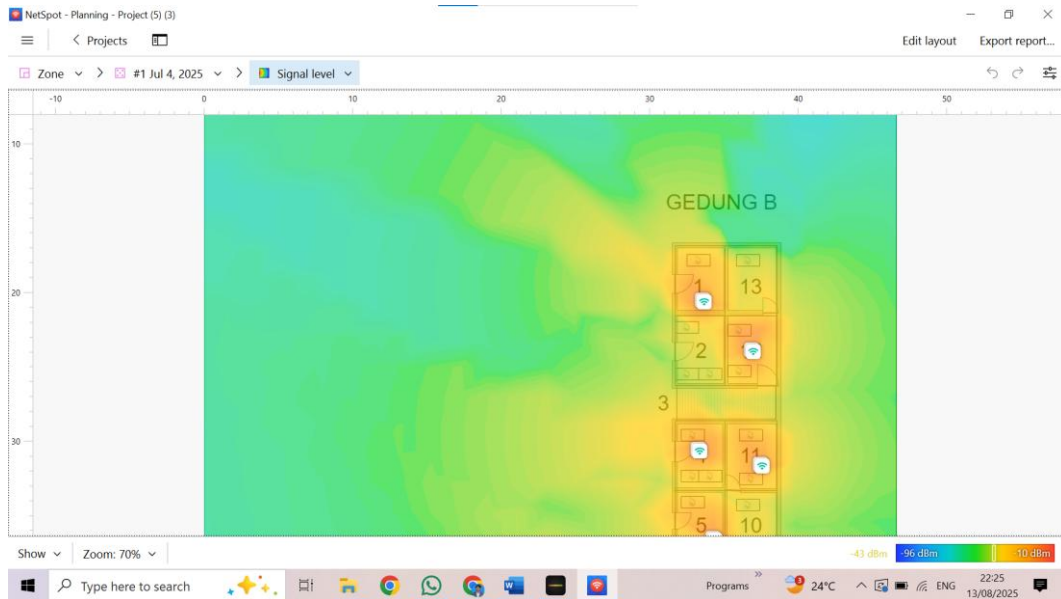 NetSpot - Planning - Project (5) (3)
Projects
Edit layout Export report...
Zone #1 Jul 4, 2025 Signal level
-10 0 10 20 30 40 50
10
GEDUNG B
1 13
20
2
3
30
11
5 10
Show Zoom: 70% -43 dBm -96 dBm -10 dBm
Type here to search Programs 24°C ENG 22:25
13/08/2025